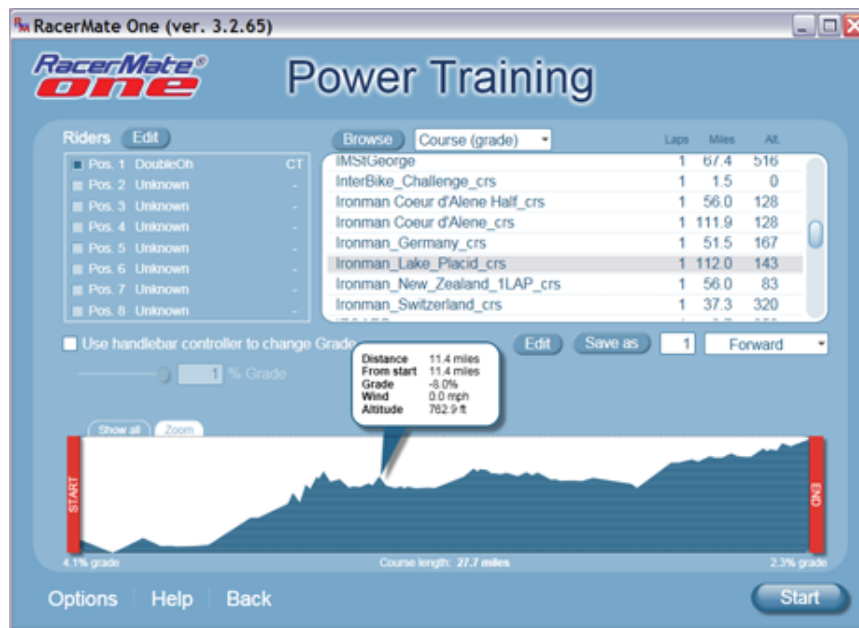 RacerMate One (ver. 3.2.65)
RacerMate®
one
Power Training
Riders Edit
Browse Course (grade) Laps Miles Alt.
Pos. 1 DoubleOh CT
Pos. 2 Unknown -
Pos. 3 Unknown -
Pos. 4 Unknown -
Pos. 5 Unknown -
Pos. 6 Unknown -
Pos. 7 Unknown -
Pos. 8 Unknown -
IMStGeorge 1 67.4 516
InterBike_Challenge_crs 1 1.5 0
Ironman Coeur d'Alene Half_crs 1 56.0 128
Ironman Coeur d'Alene_crs 1 111.9 128
Ironman_Germany_crs 1 51.5 167
Ironman_Lake_Placid_crs 1 112.0 143
Ironman_New_Zealand_1LAP_crs 1 56.0 83
Ironman_Switzerland_crs 1 37.3 320
Use handlebar controller to change Grade
Edit Save as 1 Forward
1 % Grade
Distance 11.4 miles
From start 11.4 miles
Grade
Wind 0.0 mph
Altitude 762.9 ft
Show all Zoom
START
END
4.1% grade Course length: 27.7 miles 2.3% grade
Options Help Back Start